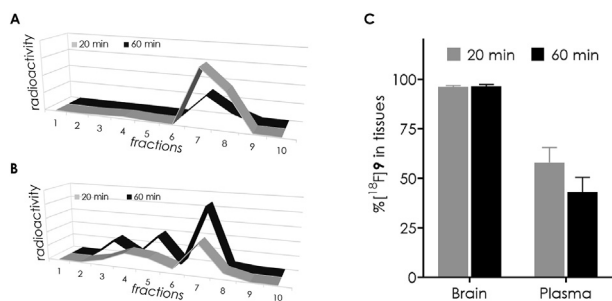 A
20 min 60 min
radioactivity
1 2 3 4 5 6 7 8 9 10
fractions
B
20 min 60 min
radioactivity
1 2 3 4 5 6 7 8 9 10
fractions
C
20 min 60 min
%[¹⁸F]9 in tissues
100
75
50
25
0
Brain Plasma